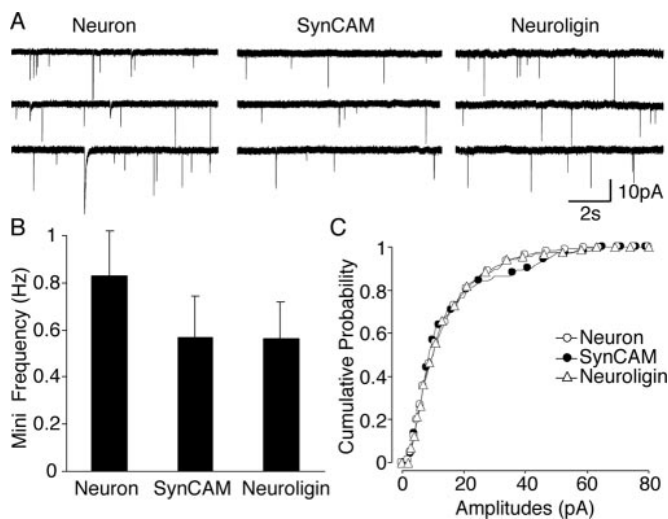 A
Neuron SynCAM Neuroligin
10pA
2s
B
Mini Frequency (Hz)
1
0.8
0.6
0.4
0.2
0
Neuron SynCAM Neuroligin
C
Cumulative Probability
1
0.8
0.6
0.4
0.2
0
Neuron
SynCAM
Neuroligin
0 20 40 60 80
Amplitudes (pA)